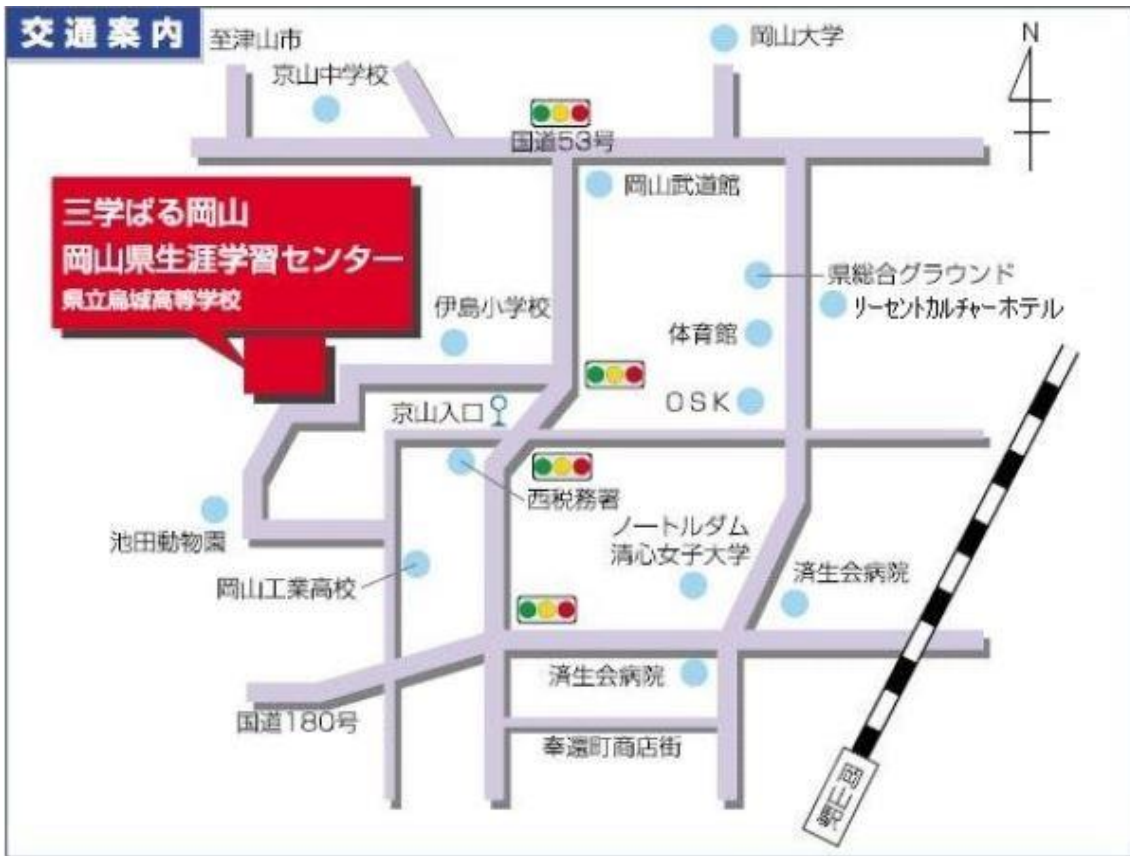 交通案内
至津山市
京山中学校
岡山大学
N
国道53号
岡山武道館
三学ばる岡山
岡山県生涯学習センター
県立烏城高等学校
県総合グラウンド
リーセントカルチャーホテル
伊島小学校
体育館
OSK
京山入口
西税務署
池田動物園
ノートルダム
清心女子大学
岡山工業高校
済生会病院
済生会病院
国道180号
奉還町商店街
岡山駅